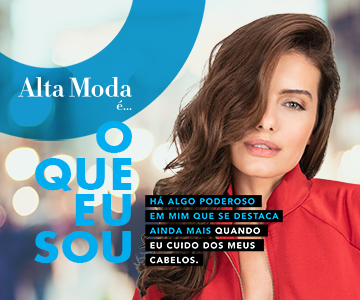 Alta Moda
é...
O
QUE
EU
SOU
HÁ ALGO PODEROSO
EM MIM QUE SE DESTACA
AINDA MAIS QUANDO
EU CUIDO DOS MEUS
CABELOS.